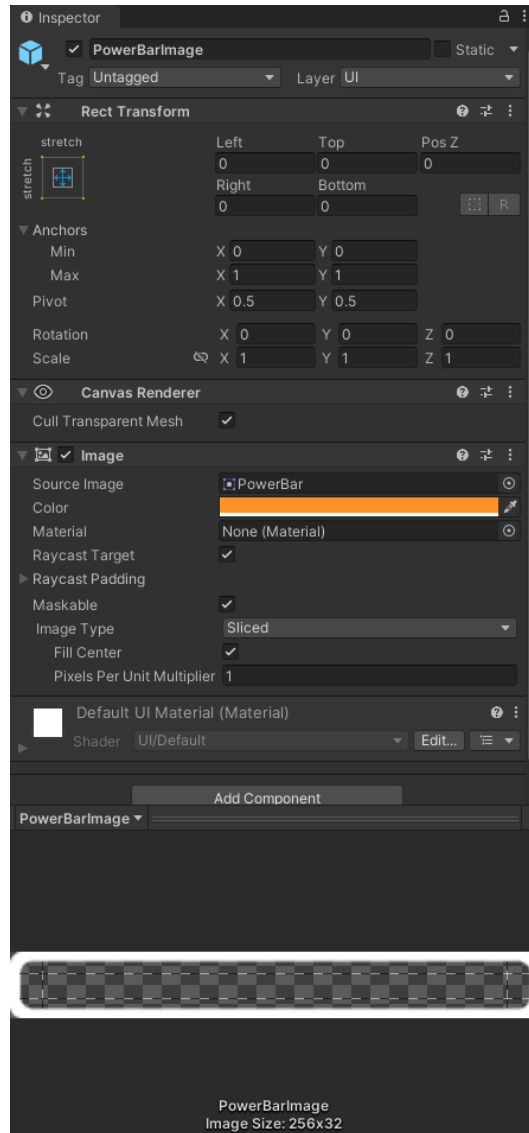 Inspector
PowerBarImage Static
Tag Untagged Layer UI
Rect Transform
stretch Left Top Pos Z
stretch 0 0 0
Right Bottom
0 0 R
Anchors
Min X 0 Y 0
Max X 1 Y 1
Pivot X 0.5 Y 0.5
Rotation X 0 Y 0 Z 0
Scale X 1 Y 1 Z 1
Canvas Renderer
Cull Transparent Mesh
Image
Source Image PowerBar
Color
Material None (Material)
Raycast Target
Raycast Padding
Maskable
Image Type Sliced
Fill Center
Pixels Per Unit Multiplier 1
Default UI Material (Material)
Shader UI/Default Edit...
Add Component
PowerBarImage
PowerBarImage
Image Size: 256x32